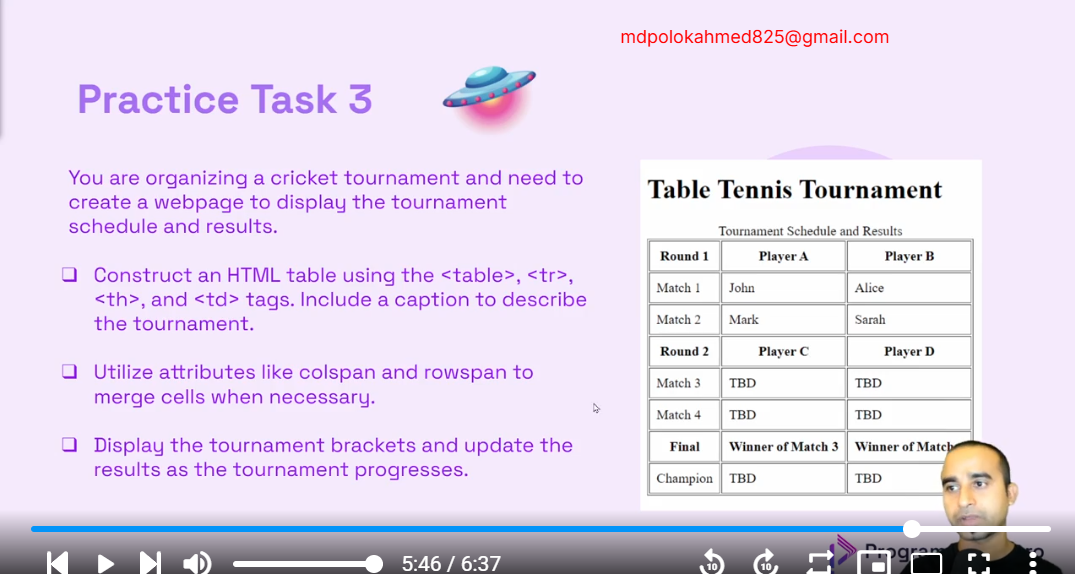 mdpolokahmed825@gmail.com
Practice Task 3
You are organizing a cricket tournament and need to
create a webpage to display the tournament
schedule and results.
Construct an HTML table using the <table>, <tr>,
<th>, and <td> tags. Include a caption to describe
the tournament.
Utilize attributes like colspan and rowspan to
merge cells when necessary.
Display the tournament brackets and update the
results as the tournament progresses.
Table Tennis Tournament
Tournament Schedule and Results
Round 1 Player A Player B
Match 1 John Alice
Match 2 Mark Sarah
Round 2 Player C Player D
Match 3 TBD TBD
Match 4 TBD TBD
Final Winner of Match 3 Winner of Match
Champion TBD TBD
5:46 / 6:37
10 10